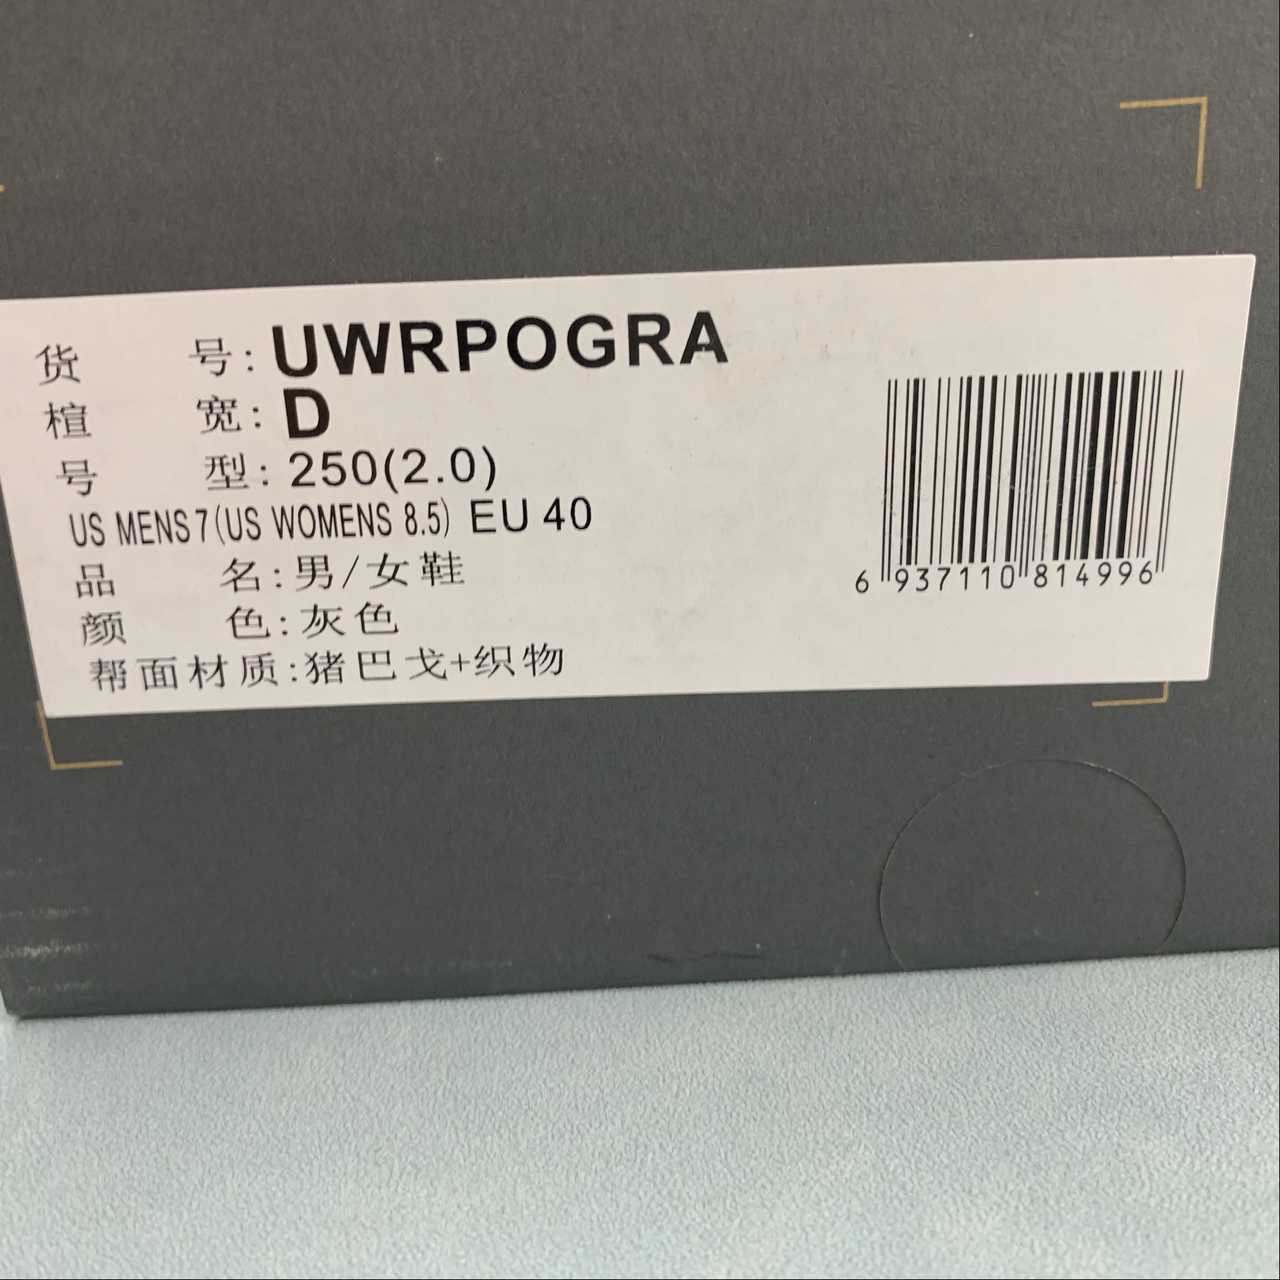 货 号: UWRPOGRA
楦 宽: D
号 型: 250(2.0)
US MENS 7(US WOMENS 8.5) EU 40
品 名: 男/女鞋
颜 色: 灰色
帮面材质: 猪巴戈+织物
6 937110 814996